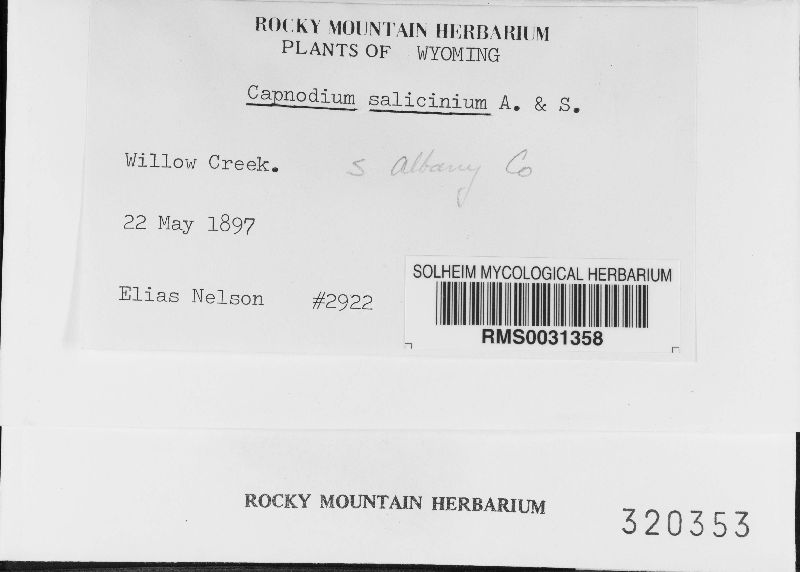 ROCKY MOUNTAIN HERBARIUM
PLANTS OF WYOMING
Capnodium salicinium A. & S.
Willow Creek. S Albany Co
22 May 1897
Elias Nelson #2922
SOLHEIM MYCOLOGICAL HERBARIUM
RMS0031358
ROCKY MOUNTAIN HERBARIUM
320353